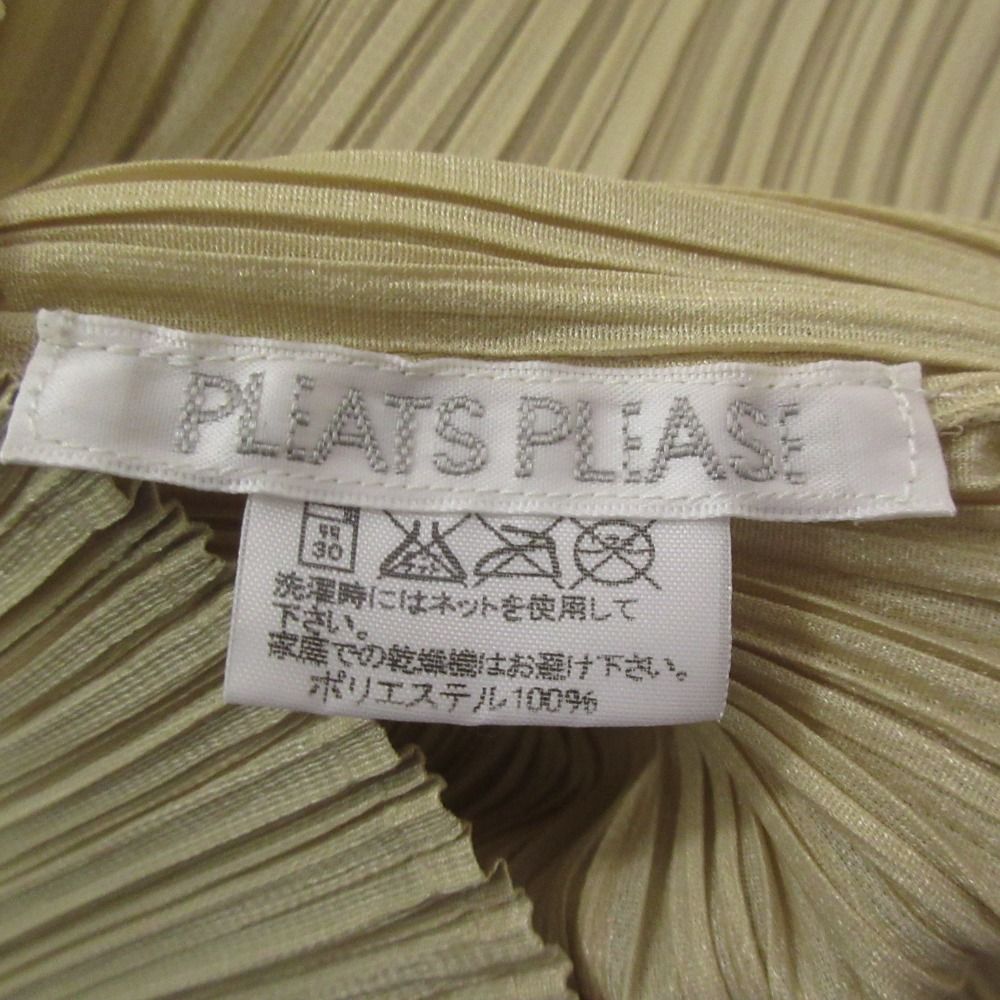 PLEATS PLEASE
弱
30
洗濯時にはネットを使用して
下さい。
家庭での乾燥機はお避け下さい。
ポリエステル100%